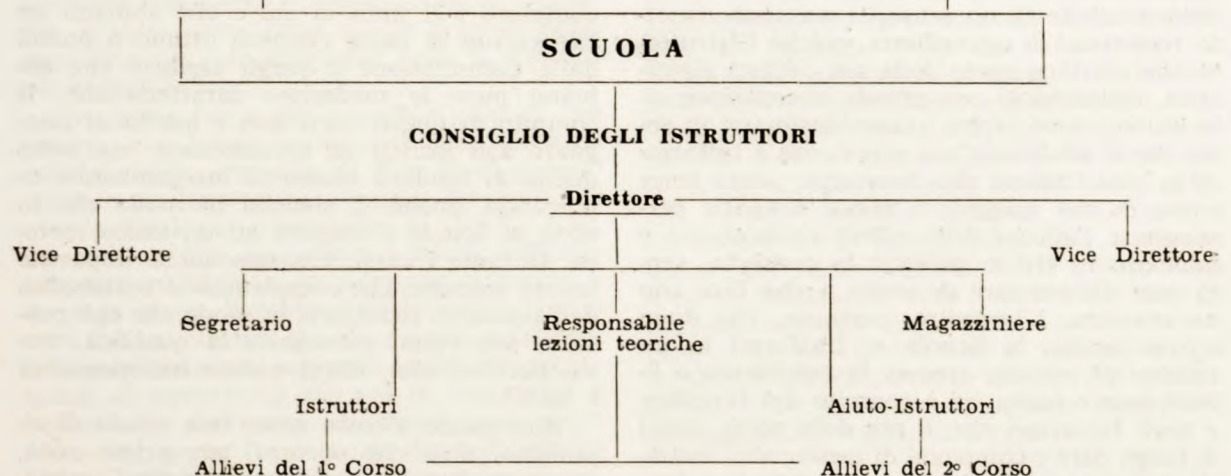 SCUOLA
CONSIGLIO DEGLI ISTRUTTORI
Direttore
Vice Direttore
Vice Direttore
Segretario
Responsabile
lezioni teoriche
Magazziniere
Istruttori
Aiuto-Istruttori
Allievi del 1° Corso
Allievi del 2° Corso